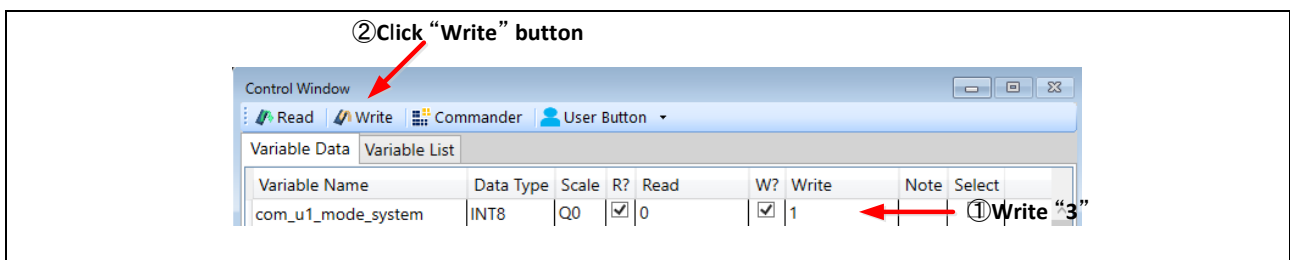 ②Click “Write” button
Control Window
Read Write Commander User Button
Variable Data Variable List
Variable Name Data Type Scale R? Read W? Write Note Select
com_u1_mode_system INT8 Q0 0 1 ①Write “3”